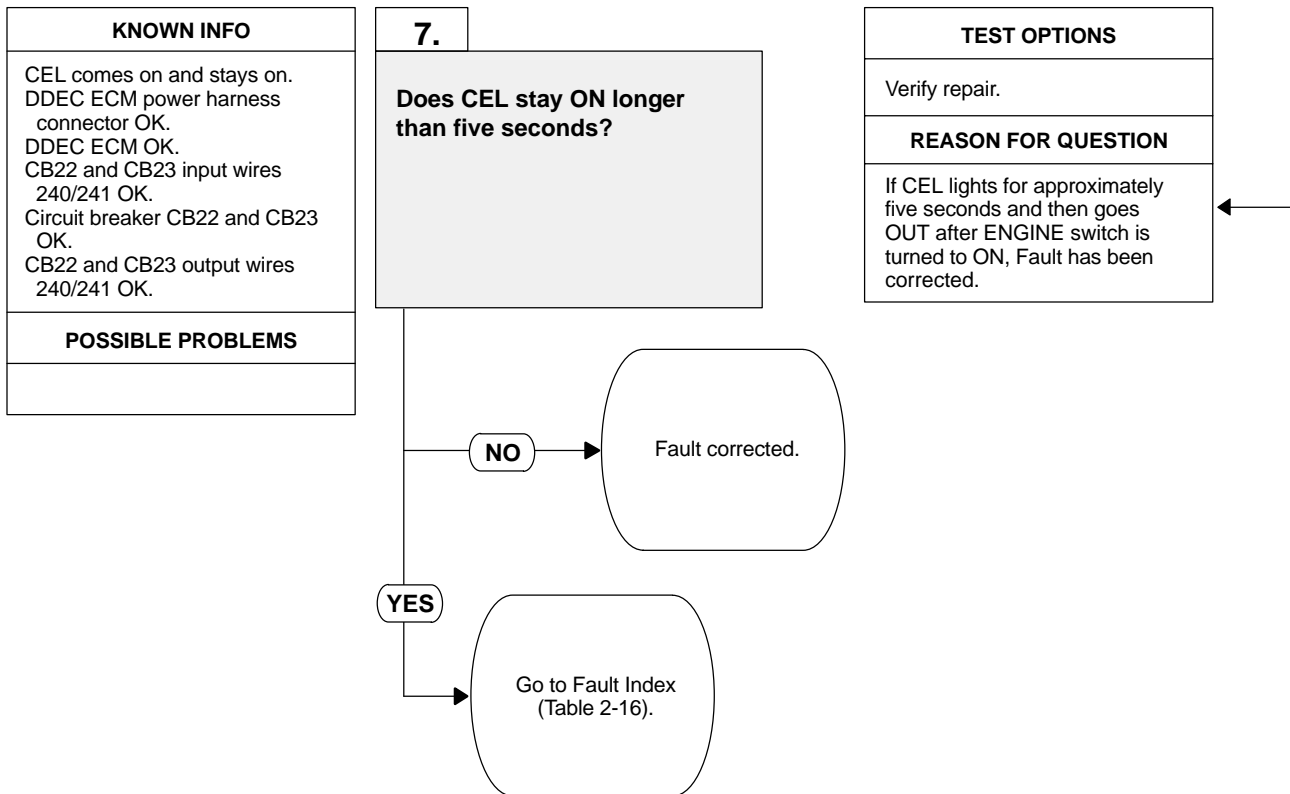 KNOWN INFO
CEL comes on and stays on.
DDEC ECM power harness
connector OK.
DDEC ECM OK.
CB22 and CB23 input wires
240/241 OK.
Circuit breaker CB22 and CB23
OK.
CB22 and CB23 output wires
240/241 OK.
POSSIBLE PROBLEMS
7.
Does CEL stay ON longer
than five seconds?
TEST OPTIONS
Verify repair.
REASON FOR QUESTION
If CEL lights for approximately
five seconds and then goes
OUT after ENGINE switch is
turned to ON, Fault has been
corrected.
NO
Fault corrected.
YES
Go to Fault Index
(Table 2-16).